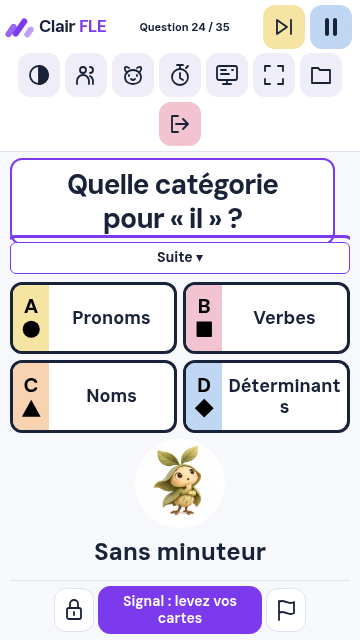 Clair FLE
Question 24 / 35
Quelle catégorie
pour « il » ?
Suite ▾
A
Pronoms
B
Verbes
C
Noms
D
Déterminant
s
Sans minuteur
Signal : levez vos
cartes